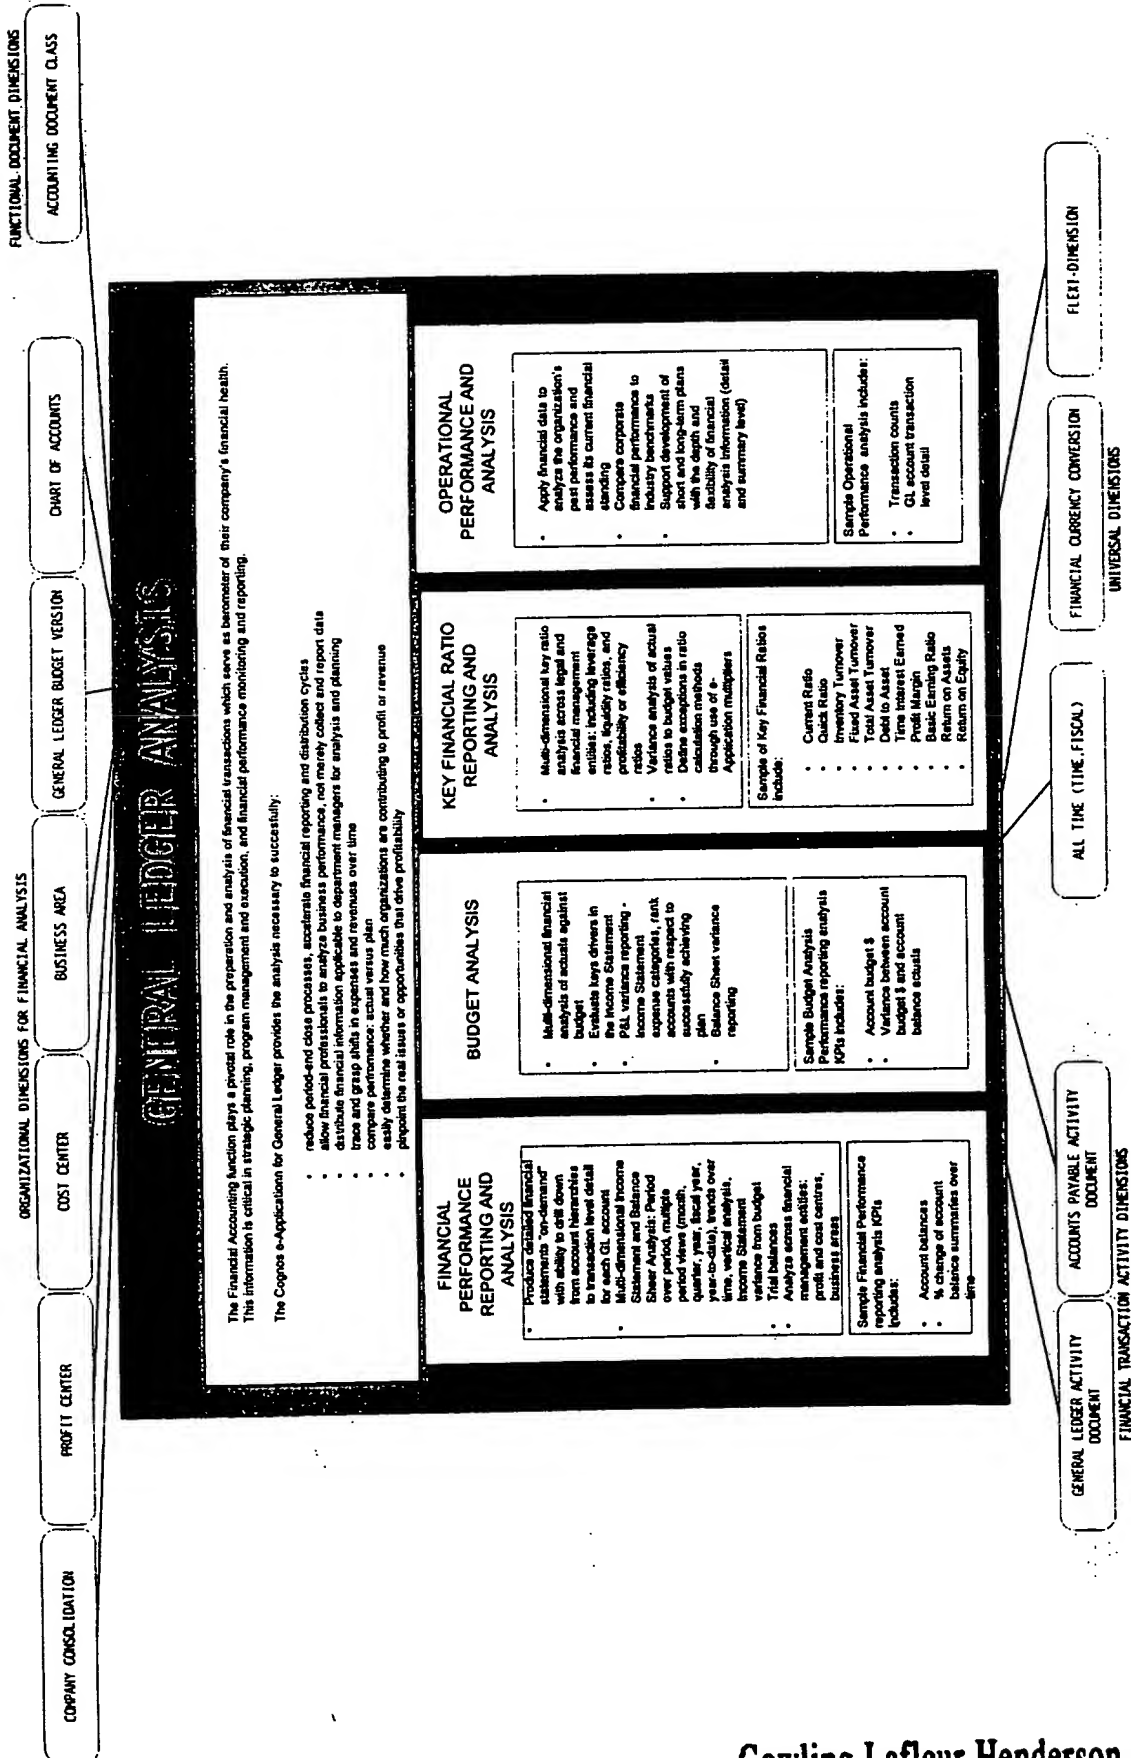 ORGANIZATIONAL DIMENSIONS FOR FINANCIAL ANALYSIS
FUNCTIONAL DOCUMENT DIMENSIONS
COMPANY CONSOLIDATION
PROFIT CENTER
COST CENTER
BUSINESS AREA
GENERAL LEDGER BUDGET VERSION
CHART OF ACCOUNTS
ACCOUNTING DOCUMENT CLASS
GENERAL LEDGER ANALYSIS
The Financial Accounting function plays a pivotal role in the preparation and analysis of financial transactions which serve as barometer of their company's financial health.
This information is critical in strategic planning, program management and execution, and financial performance monitoring and reporting.
The Cognos e-Applicationn for General Ledger provides the analysis necessary to succesfully:
• reduce period-end close processes, accelerate financial reporting and distribution cycles
• allow financial professionals to analyze business performance, not merely collect and report data
• distribute financial information applicable to department managers for analysis and planning
• trace and grasp shifts in expenses and revenues over time
• compare perfromance: actual versus plan
• easily determine whether and how much organizations are contributing to profit or revenue
• pinpoint the real issues or opportunities that drive profitability
FINANCIAL
PERFORMANCE
REPORTING AND
ANALYSIS
• Produce detailed financial
statements "on-demand"
with ability to drill down
from account hierarchies
to transaction level detail
for each GL account
• Multi-dimensional Income
Statement and Balance
Sheer Analysis: Period
over period, multiple
period views (month,
quarter, year, fiscal year,
year-to-date), trends over
time, vertical analysis,
Income Statement
variance from budget
• Trial balances
• Analyze across financial
management entities:
profit and cost centres,
business areas
Sample Financial Performance
reporting analysis KPIs
includes:
• Account balances
• % change of account
balance summaries over
time
BUDGET ANALYSIS
• Multi-dimensional financial
analysis of actuals against
budget
• Evaluate keys drivers in
the Income Statement
• P&L variance reporting -
Income Statement
expense categories, rank
accounts with respect to
successfully achieving
plan
• Balance Sheet variance
reporting
Sample Budget Analysis
Performance reporting analysis
KPIs includes:
• Account budget $
• Variance between account
budget $ and account
balance actuals
KEY FINANCIAL RATIO
REPORTING AND
ANALYSIS
• Multi-dimensional key ratio
analysis across legal and
financial management
entities: including leverage
ratios, liquidity ratios, and
profitability or efficiency
ratios
• Variance analysis of actual
ratios to budget values
• Define exceptions in ratio
calculation methods
through use of e-
Application multipliers
Sample of Key Financial Ratios
include:
• Current Ratio
• Quick Ratio
• Inventory Turnover
• Fixed Asset Turnover
• Total Asset Turnover
• Debt to Asset
• Time Interest Earned
• Profit Margin
• Basic Earning Ratio
• Return on Assets
• Return on Equity
OPERATIONAL
PERFORMANCE AND
ANALYSIS
• Apply financial data to
analyze the organization's
past performance and
assess its current financial
standing
• Compare corporate
financial performance to
industry benchmarks
• Support development of
short and long-term plans
with the depth and
flexibility of financial
analysis information (detail
and summary level)
Sample Operational
Performance analysis includes:
• Transaction counts
• GL account transaction
level detail
GENERAL LEDGER ACTIVITY
DOCUMENT
ACCOUNTS PAYABLE ACTIVITY
DOCUMENT
ALL TIME (TIME.FISCAL)
FINANCIAL CURRENCY CONVERSION
FLEXI-DIMENSION
FINANCIAL TRANSACTION ACTIVITY DIMENSIONS
UNIVERSAL DIMENSIONS
Gowling Lafleur Henderson